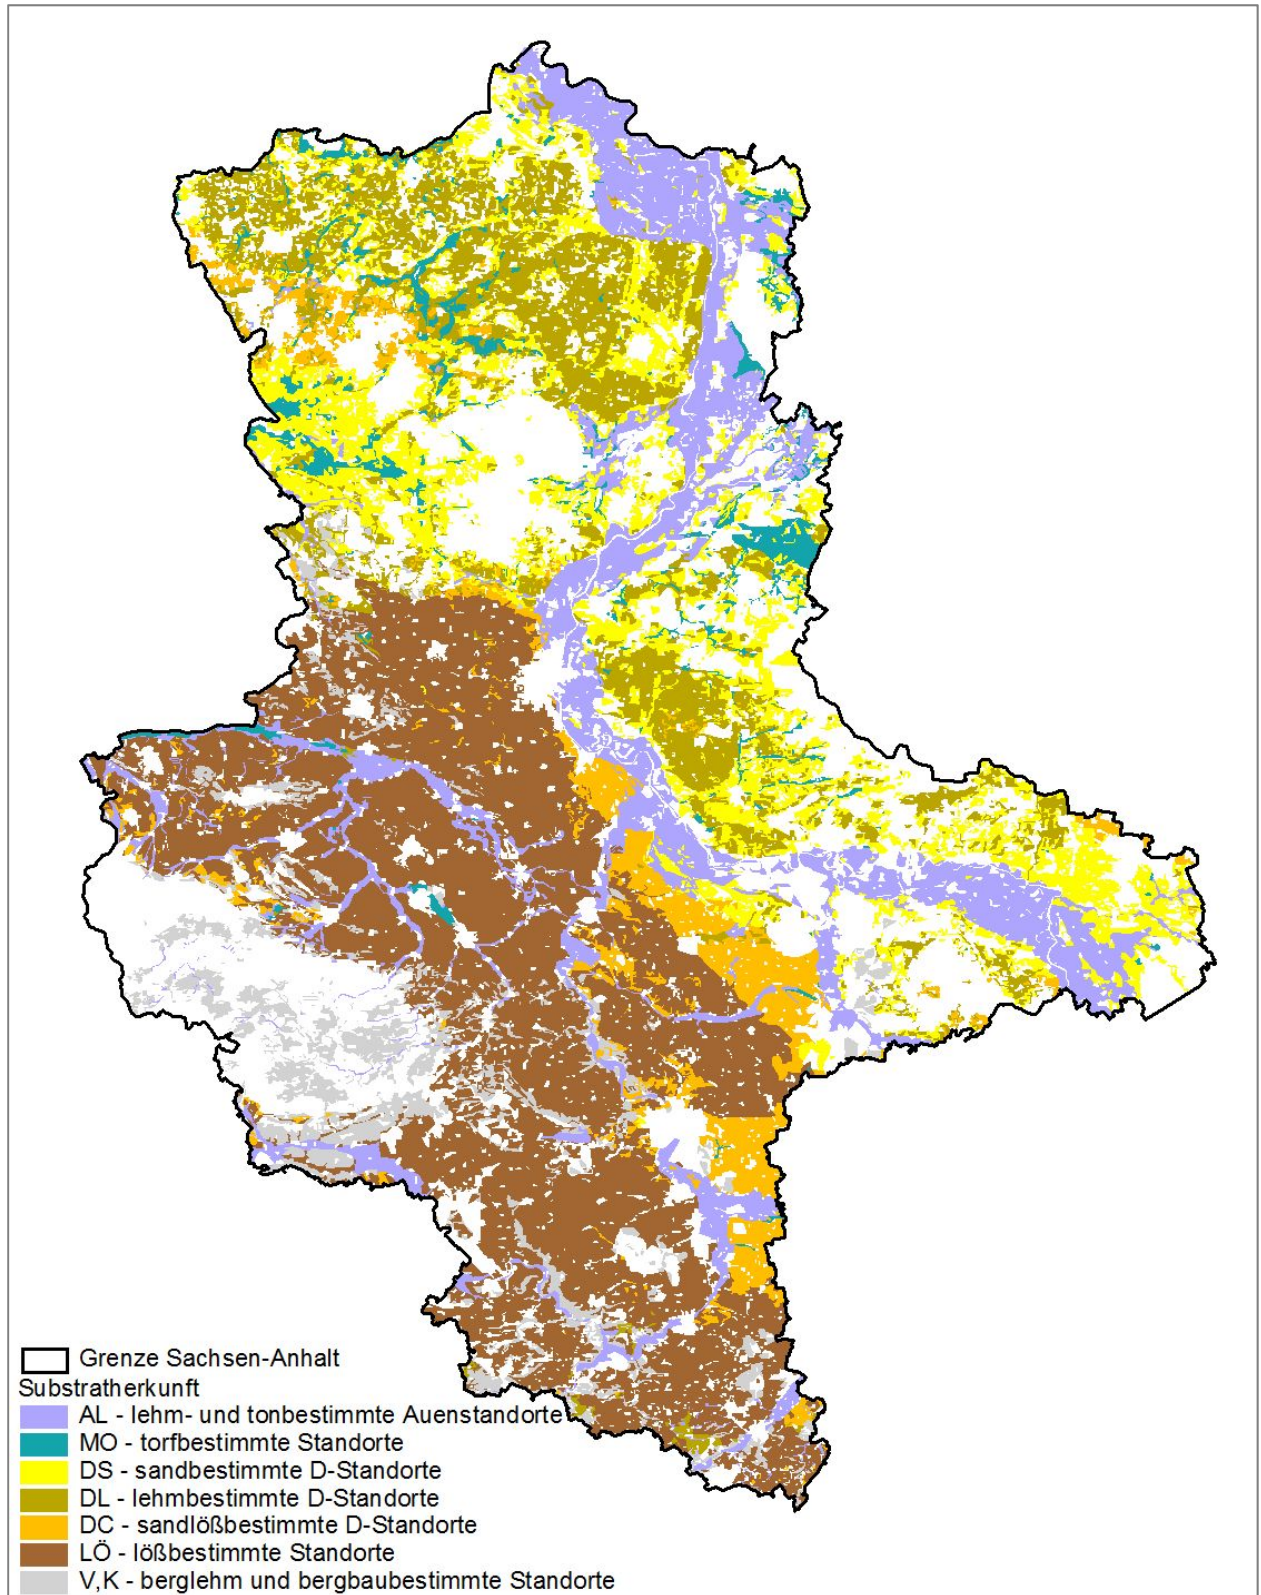 Grenze Sachsen-Anhalt
Substratherkunft
AL - lehm- und tonbestimmte Auenstandorte
MO - torfbestimmte Standorte
DS - sandbestimmte D-Standorte
DL - lehmbestimmte D-Standorte
DC - sandlößbestimmte D-Standorte
LÖ - lößbestimmte Standorte
V,K - berglehm und bergbaubestimmte Standorte